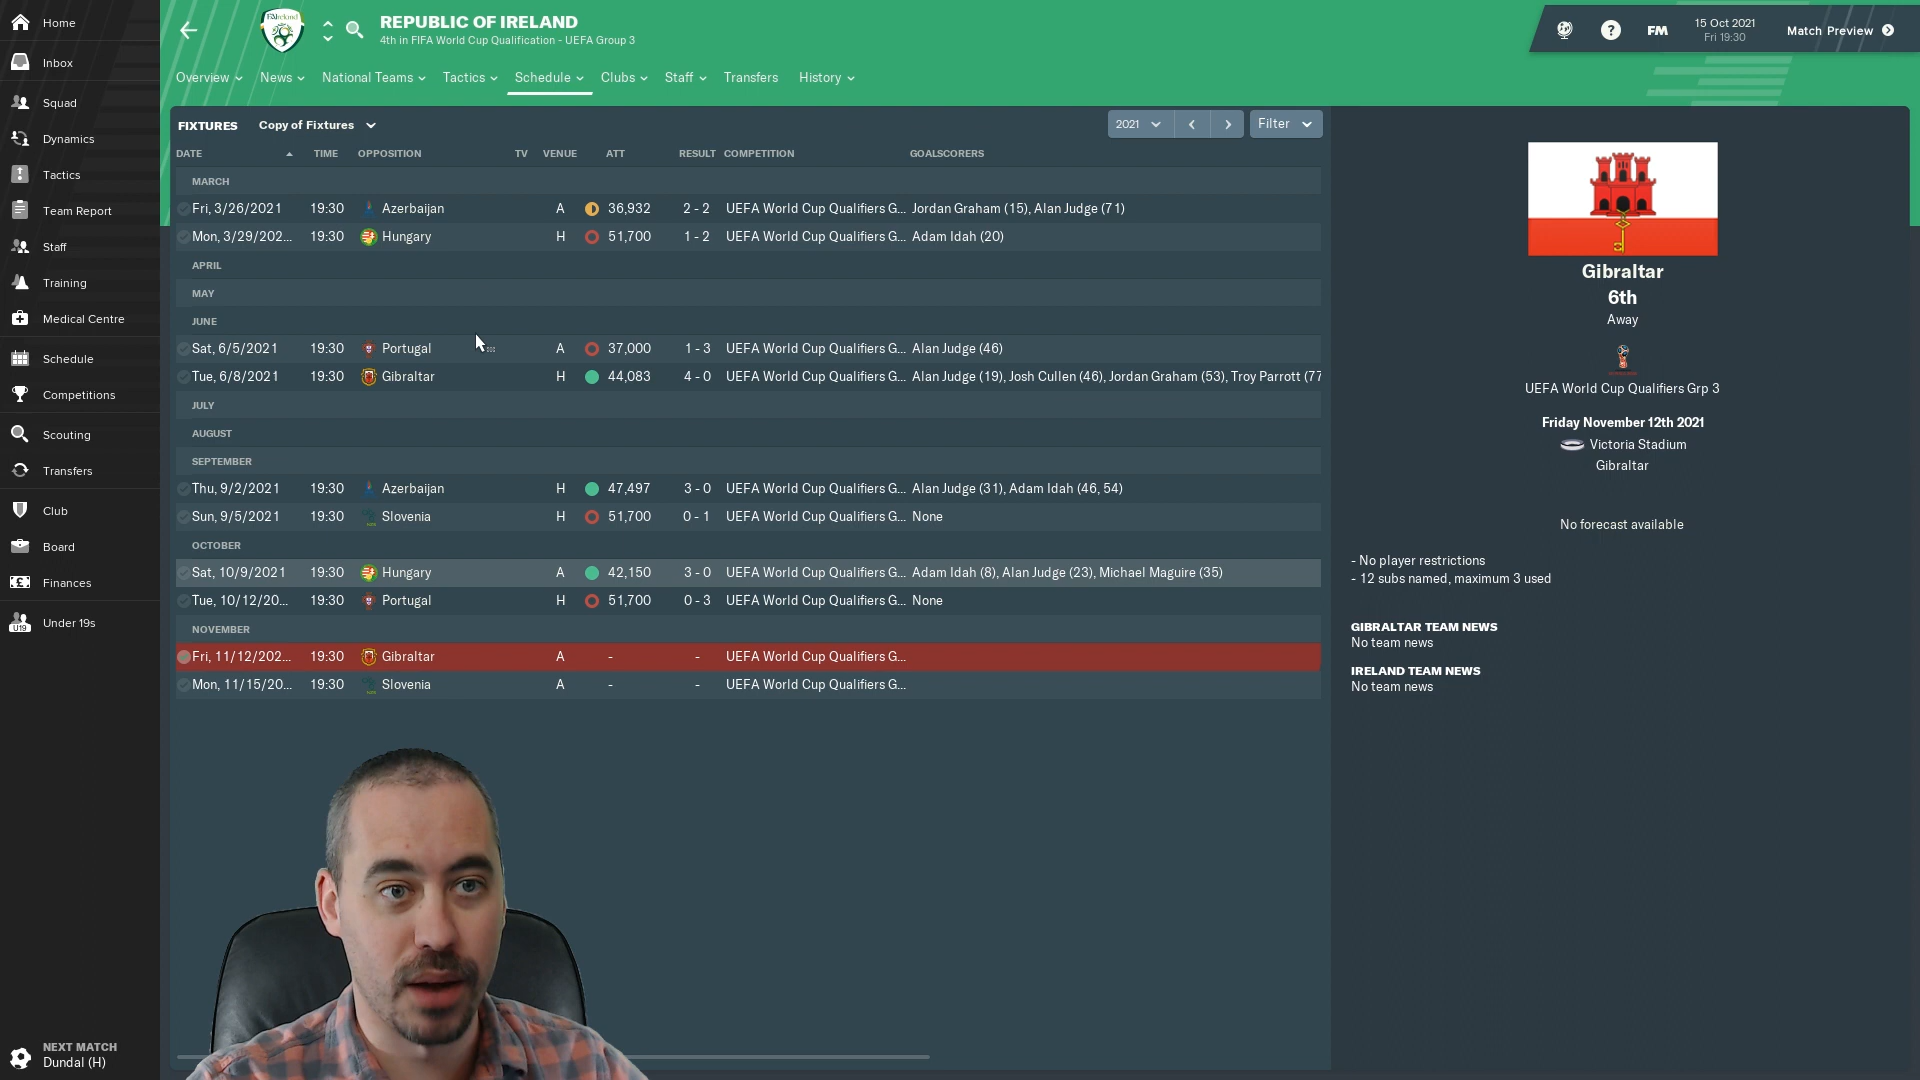 Home
Inbox
Squad
Dynamics
Tactics
Team Report
Staff
Training
Medical Centre
Schedule
Competitions
Scouting
Transfers
Club
Board
Finances
U19
Under 19s
NEXT MATCH
Dundal (H)
REPUBLIC OF IRELAND
4th in FIFA World Cup Qualification - UEFA Group 3
? FM 15 Oct 2021 Match Preview
Fri 19:30
Overview News National Teams Tactics Schedule Clubs Staff Transfers History
FIXTURES Copy of Fixtures 2021 Filter
DATE TIME OPPOSITION TV VENUE ATT RESULT COMPETITION GOALSCORERS
MARCH
Fri, 3/26/2021 19:30 Azerbaijan A 36,932 2 - 2 UEFA World Cup Qualifiers G... Jordan Graham (15), Alan Judge (71)
Mon, 3/29/202... 19:30 Hungary H 51,700 1 - 2 UEFA World Cup Qualifiers G... Adam Idah (20)
APRIL
MAY
JUNE
Sat, 6/5/2021 19:30 Portugal A 37,000 1 - 3 UEFA World Cup Qualifiers G... Alan Judge (46)
Tue, 6/8/2021 19:30 Gibraltar H 44,083 4 - 0 UEFA World Cup Qualifiers G... Alan Judge (19), Josh Cullen (46), Jordan Graham (53), Troy Parrott (77
JULY
AUGUST
SEPTEMBER
Thu, 9/2/2021 19:30 Azerbaijan H 47,497 3 - 0 UEFA World Cup Qualifiers G... Alan Judge (31), Adam Idah (46, 54)
Sun, 9/5/2021 19:30 Slovenia H 51,700 0 - 1 UEFA World Cup Qualifiers G... None
OCTOBER
Sat, 10/9/2021 19:30 Hungary A 42,150 3 - 0 UEFA World Cup Qualifiers G... Adam Idah (8), Alan Judge (23), Michael Maguire (35)
Tue, 10/12/20... 19:30 Portugal H 51,700 0 - 3 UEFA World Cup Qualifiers G... None
NOVEMBER
Fri, 11/12/202... 19:30 Gibraltar A - - UEFA World Cup Qualifiers G...
Mon, 11/15/20... 19:30 Slovenia A - - UEFA World Cup Qualifiers G...
Gibraltar
6th
Away
UEFA World Cup Qualifiers Grp 3
Friday November 12th 2021
Victoria Stadium
Gibraltar
No forecast available
- No player restrictions
- 12 subs named, maximum 3 used
GIBRALTAR TEAM NEWS
No team news
IRELAND TEAM NEWS
No team news